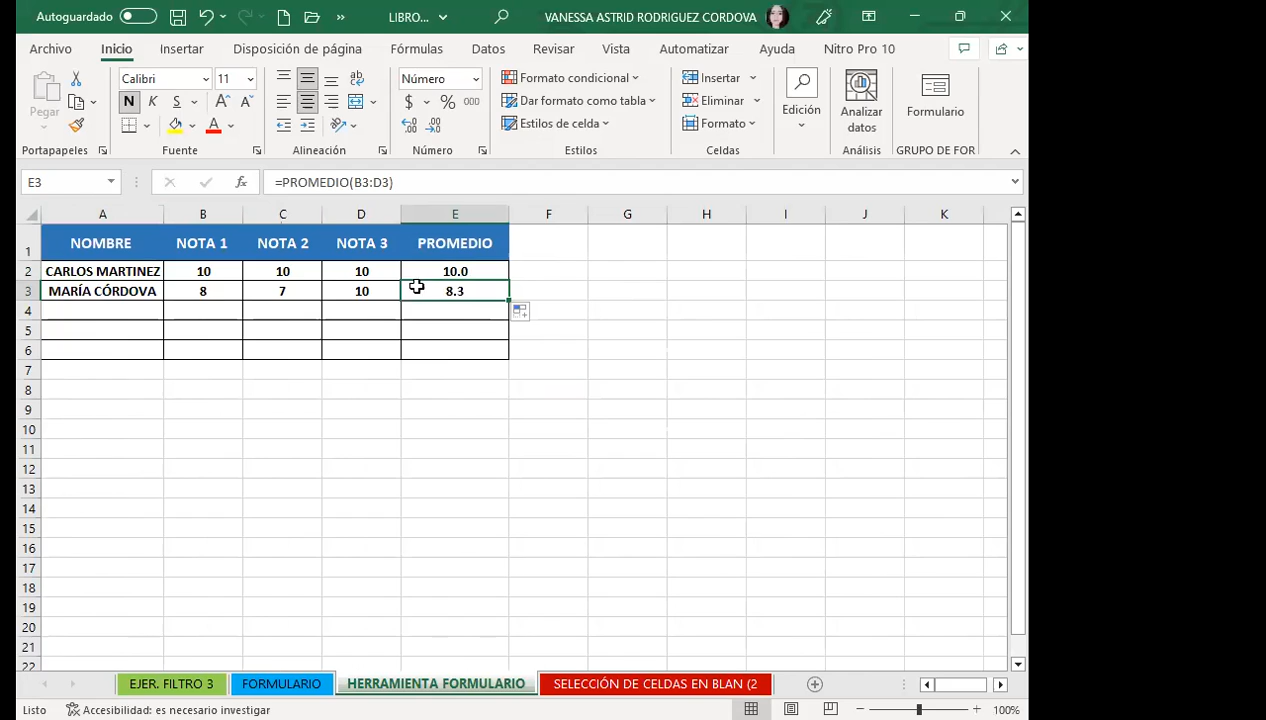 Autoguardado
LIBRO...
VANESSA ASTRID RODRIGUEZ CORDOVA
Archivo Inicio Insertar Disposición de página Fórmulas Datos Revisar Vista Automatizar Ayuda Nitro Pro 10
Pegar
Portapapeles
Calibri 11
N K S
Fuente
Alineación
Número
$ % 000
Número
Formato condicional
Dar formato como tabla
Estilos de celda
Estilos
Insertar
Eliminar
Formato
Celdas
Edición
Analizar datos
Análisis
Formulario
GRUPO DE FOR
E3 fx =PROMEDIO(B3:D3)
A B C D E F G H I J K
1 NOMBRE NOTA 1 NOTA 2 NOTA 3 PROMEDIO
2 CARLOS MARTINEZ 10 10 10 10.0
3 MARÍA CÓRDOVA 8 7 10 8.3
4
5
6
7
8
9
10
11
12
13
14
15
16
17
18
19
20
21
22
EJER. FILTRO 3 FORMULARIO HERRAMIENTA FORMULARIO SELECCIÓN DE CELDAS EN BLAN (2
Listo Accesibilidad: es necesario investigar 100%